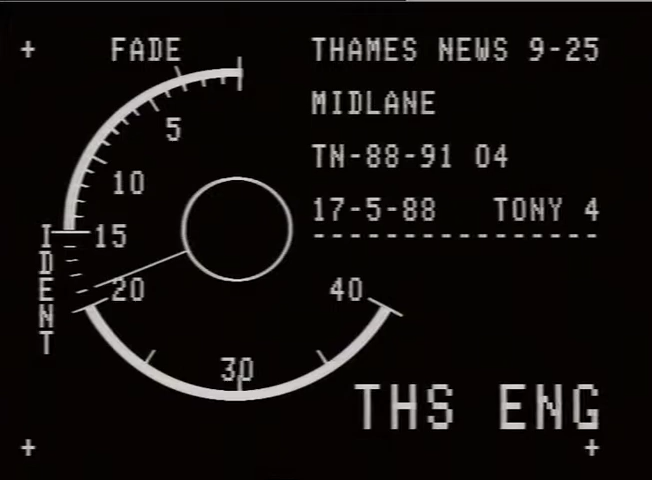 FADE
THAMES NEWS 9-25
MIDLANE
TN-88-91 04
17-5-88 TONY 4
5
10
15
20
30
40
IDENT
THS ENG